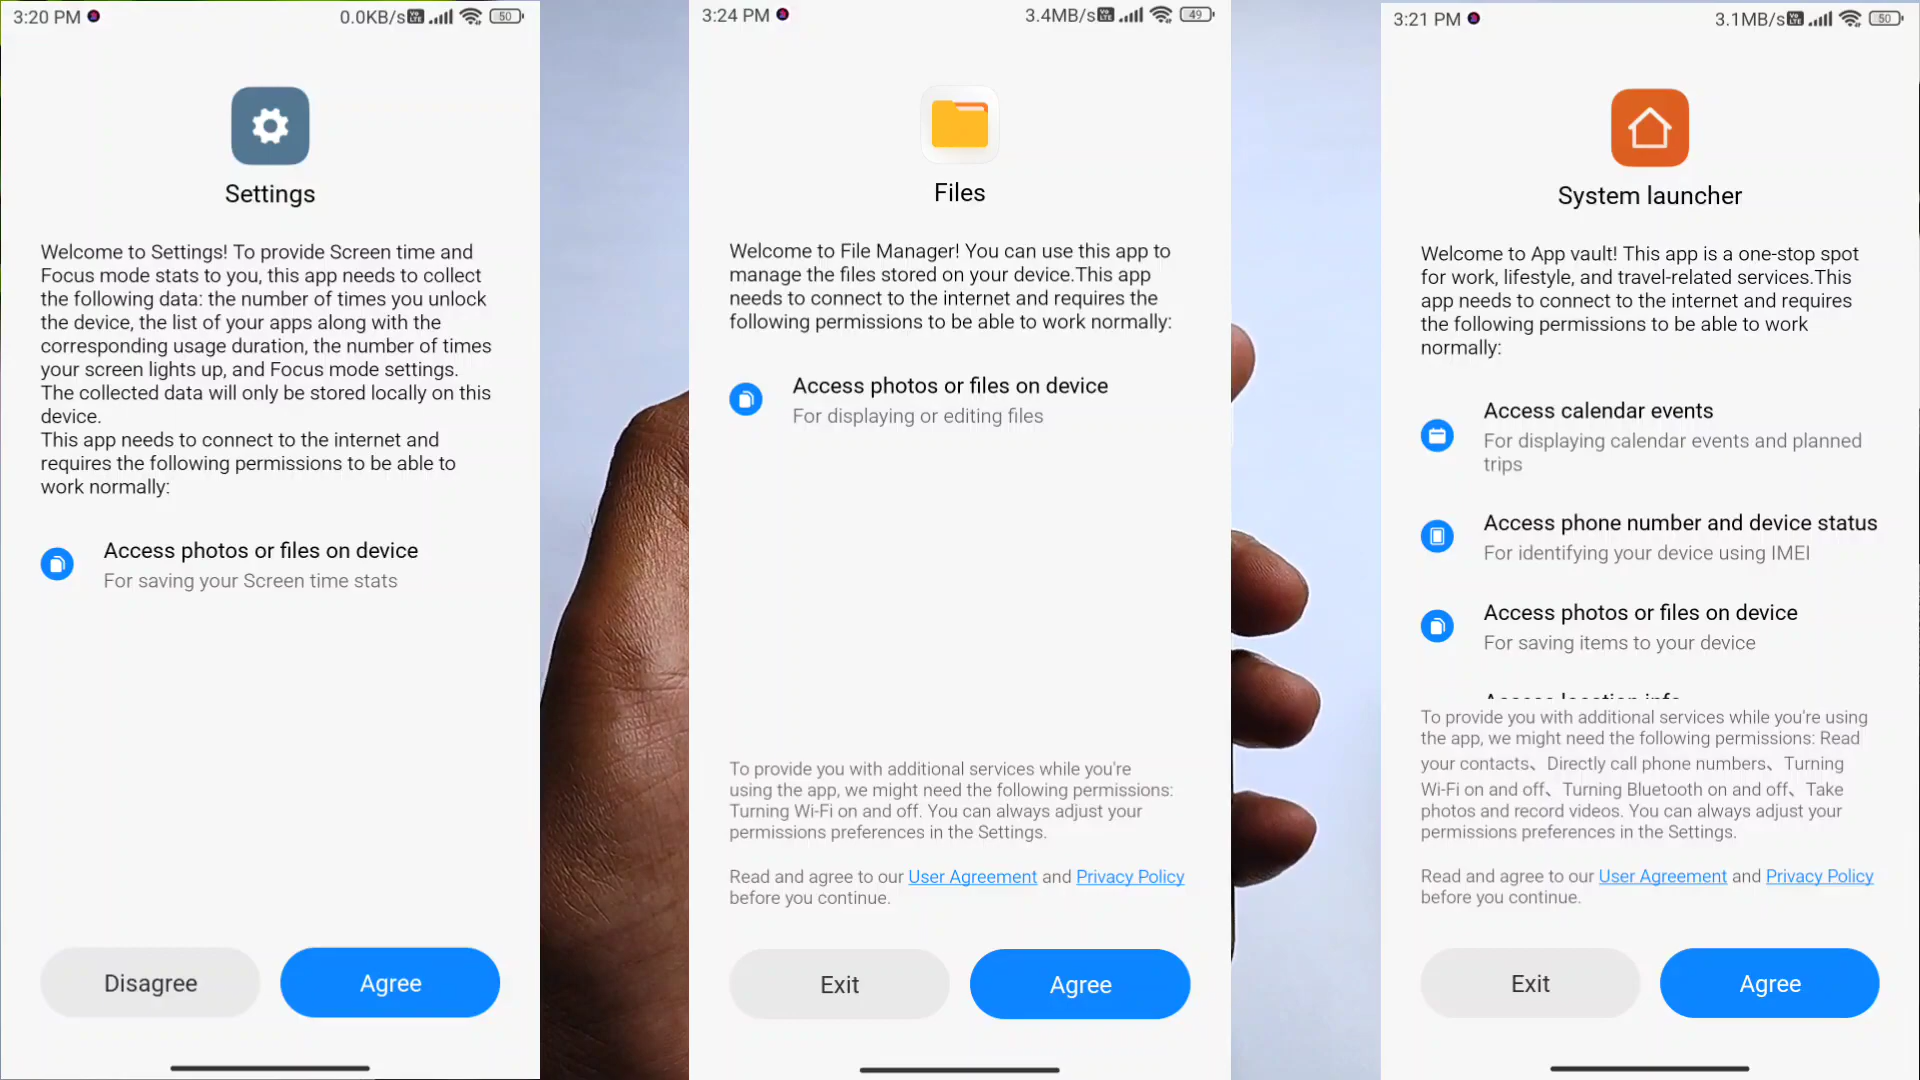 3:20 PM
0.0KB/s
Vo LTE
50
Settings
Welcome to Settings! To provide Screen time and
Focus mode stats to you, this app needs to collect
the following data: the number of times you unlock
the device, the list of your apps along with the
corresponding usage duration, the number of times
your screen lights up, and Focus mode settings.
The collected data will only be stored locally on this
device.
This app needs to connect to the internet and
requires the following permissions to be able to
work normally:
Access photos or files on device
For saving your Screen time stats
Disagree
Agree
3:24 PM
3.4MB/s
Vo LTE
49
Files
Welcome to File Manager! You can use this app to
manage the files stored on your device.This app
needs to connect to the internet and requires the
following permissions to be able to work normally:
Access photos or files on device
For displaying or editing files
To provide you with additional services while you're
using the app, we might need the following permissions:
Turning Wi-Fi on and off. You can always adjust your
permissions preferences in the Settings.
Read and agree to our User Agreement and Privacy Policy
before you continue.
Exit
Agree
3:21 PM
3.1MB/s
Vo LTE
50
System launcher
Welcome to App vault! This app is a one-stop spot
for work, lifestyle, and travel-related services.This
app needs to connect to the internet and requires
the following permissions to be able to work
normally:
Access calendar events
For displaying calendar events and planned
trips
Access phone number and device status
For identifying your device using IMEI
Access photos or files on device
For saving items to your device
Access location info
To provide you with additional services while you're using
the app, we might need the following permissions: Read
your contacts、Directly call phone numbers、Turning
Wi-Fi on and off、Turning Bluetooth on and off、Take
photos and record videos. You can always adjust your
permissions preferences in the Settings.
Read and agree to our User Agreement and Privacy Policy
before you continue.
Exit
Agree